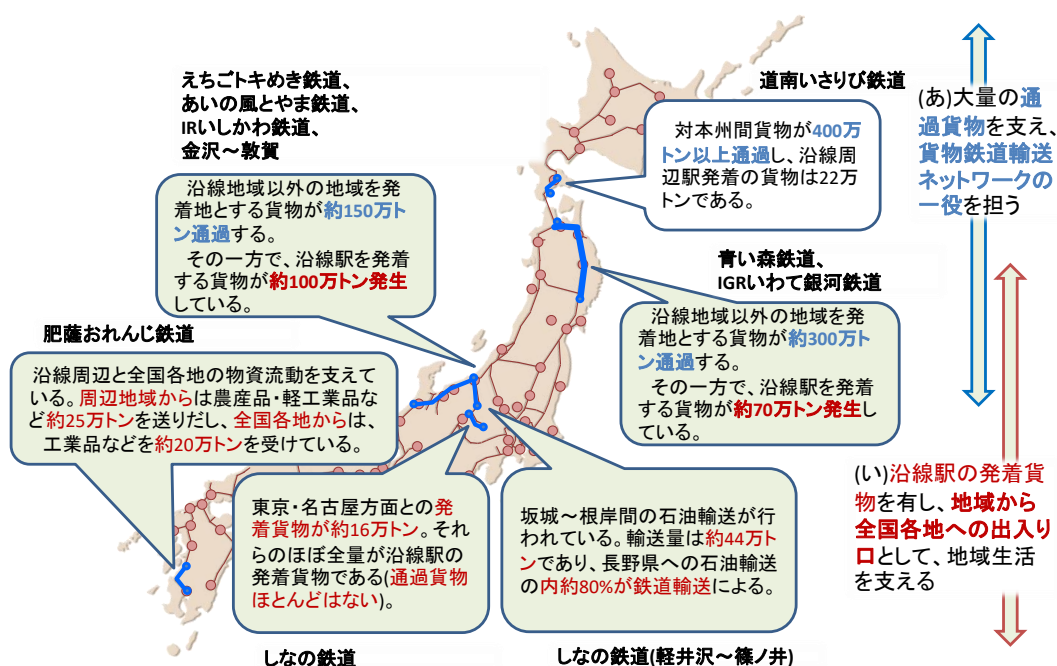 えちごトキめき鉄道、
あいの風とやま鉄道、
IRいしかわ鉄道、
金沢～敦賀
沿線地域以外の地域を発
着地とする貨物が約150万ト
ン通過する。
その一方で、沿線駅を発着
する貨物が約100万トン発生
している。
道南いさりび鉄道
対本州間貨物が400万
トン以上通過し、沿線周
辺駅発着の貨物は22万
トンである。
(あ)大量の通
過貨物を支え、
貨物鉄道輸送
ネットワークの
一役を担う
青い森鉄道、
IGRいわて銀河鉄道
沿線地域以外の地域を発
着地とする貨物が約300万ト
ン通過する。
その一方で、沿線駅を発着
する貨物が約70万トン発生し
ている。
肥薩おれんじ鉄道
沿線周辺と全国各地の物資流動を支えて
いる。周辺地域からは農産品・軽工業品な
ど約25万トンを送りだし、全国各地からは、
工業品などを約20万トンを受けている。
東京・名古屋方面との発
着貨物が約16万トン。それ
らのほぼ全量が沿線駅の
発着貨物である(通過貨物
ほとんどはない)。
しなの鉄道
坂城～根岸間の石油輸送が行
われている。輸送量は約44万ト
ンであり、長野県への石油輸送
の内約80%が鉄道輸送による。
しなの鉄道(軽井沢～篠ノ井)
(い)沿線駅の発着貨
物を有し、地域から
全国各地への出入り
口として、地域生活
を支える